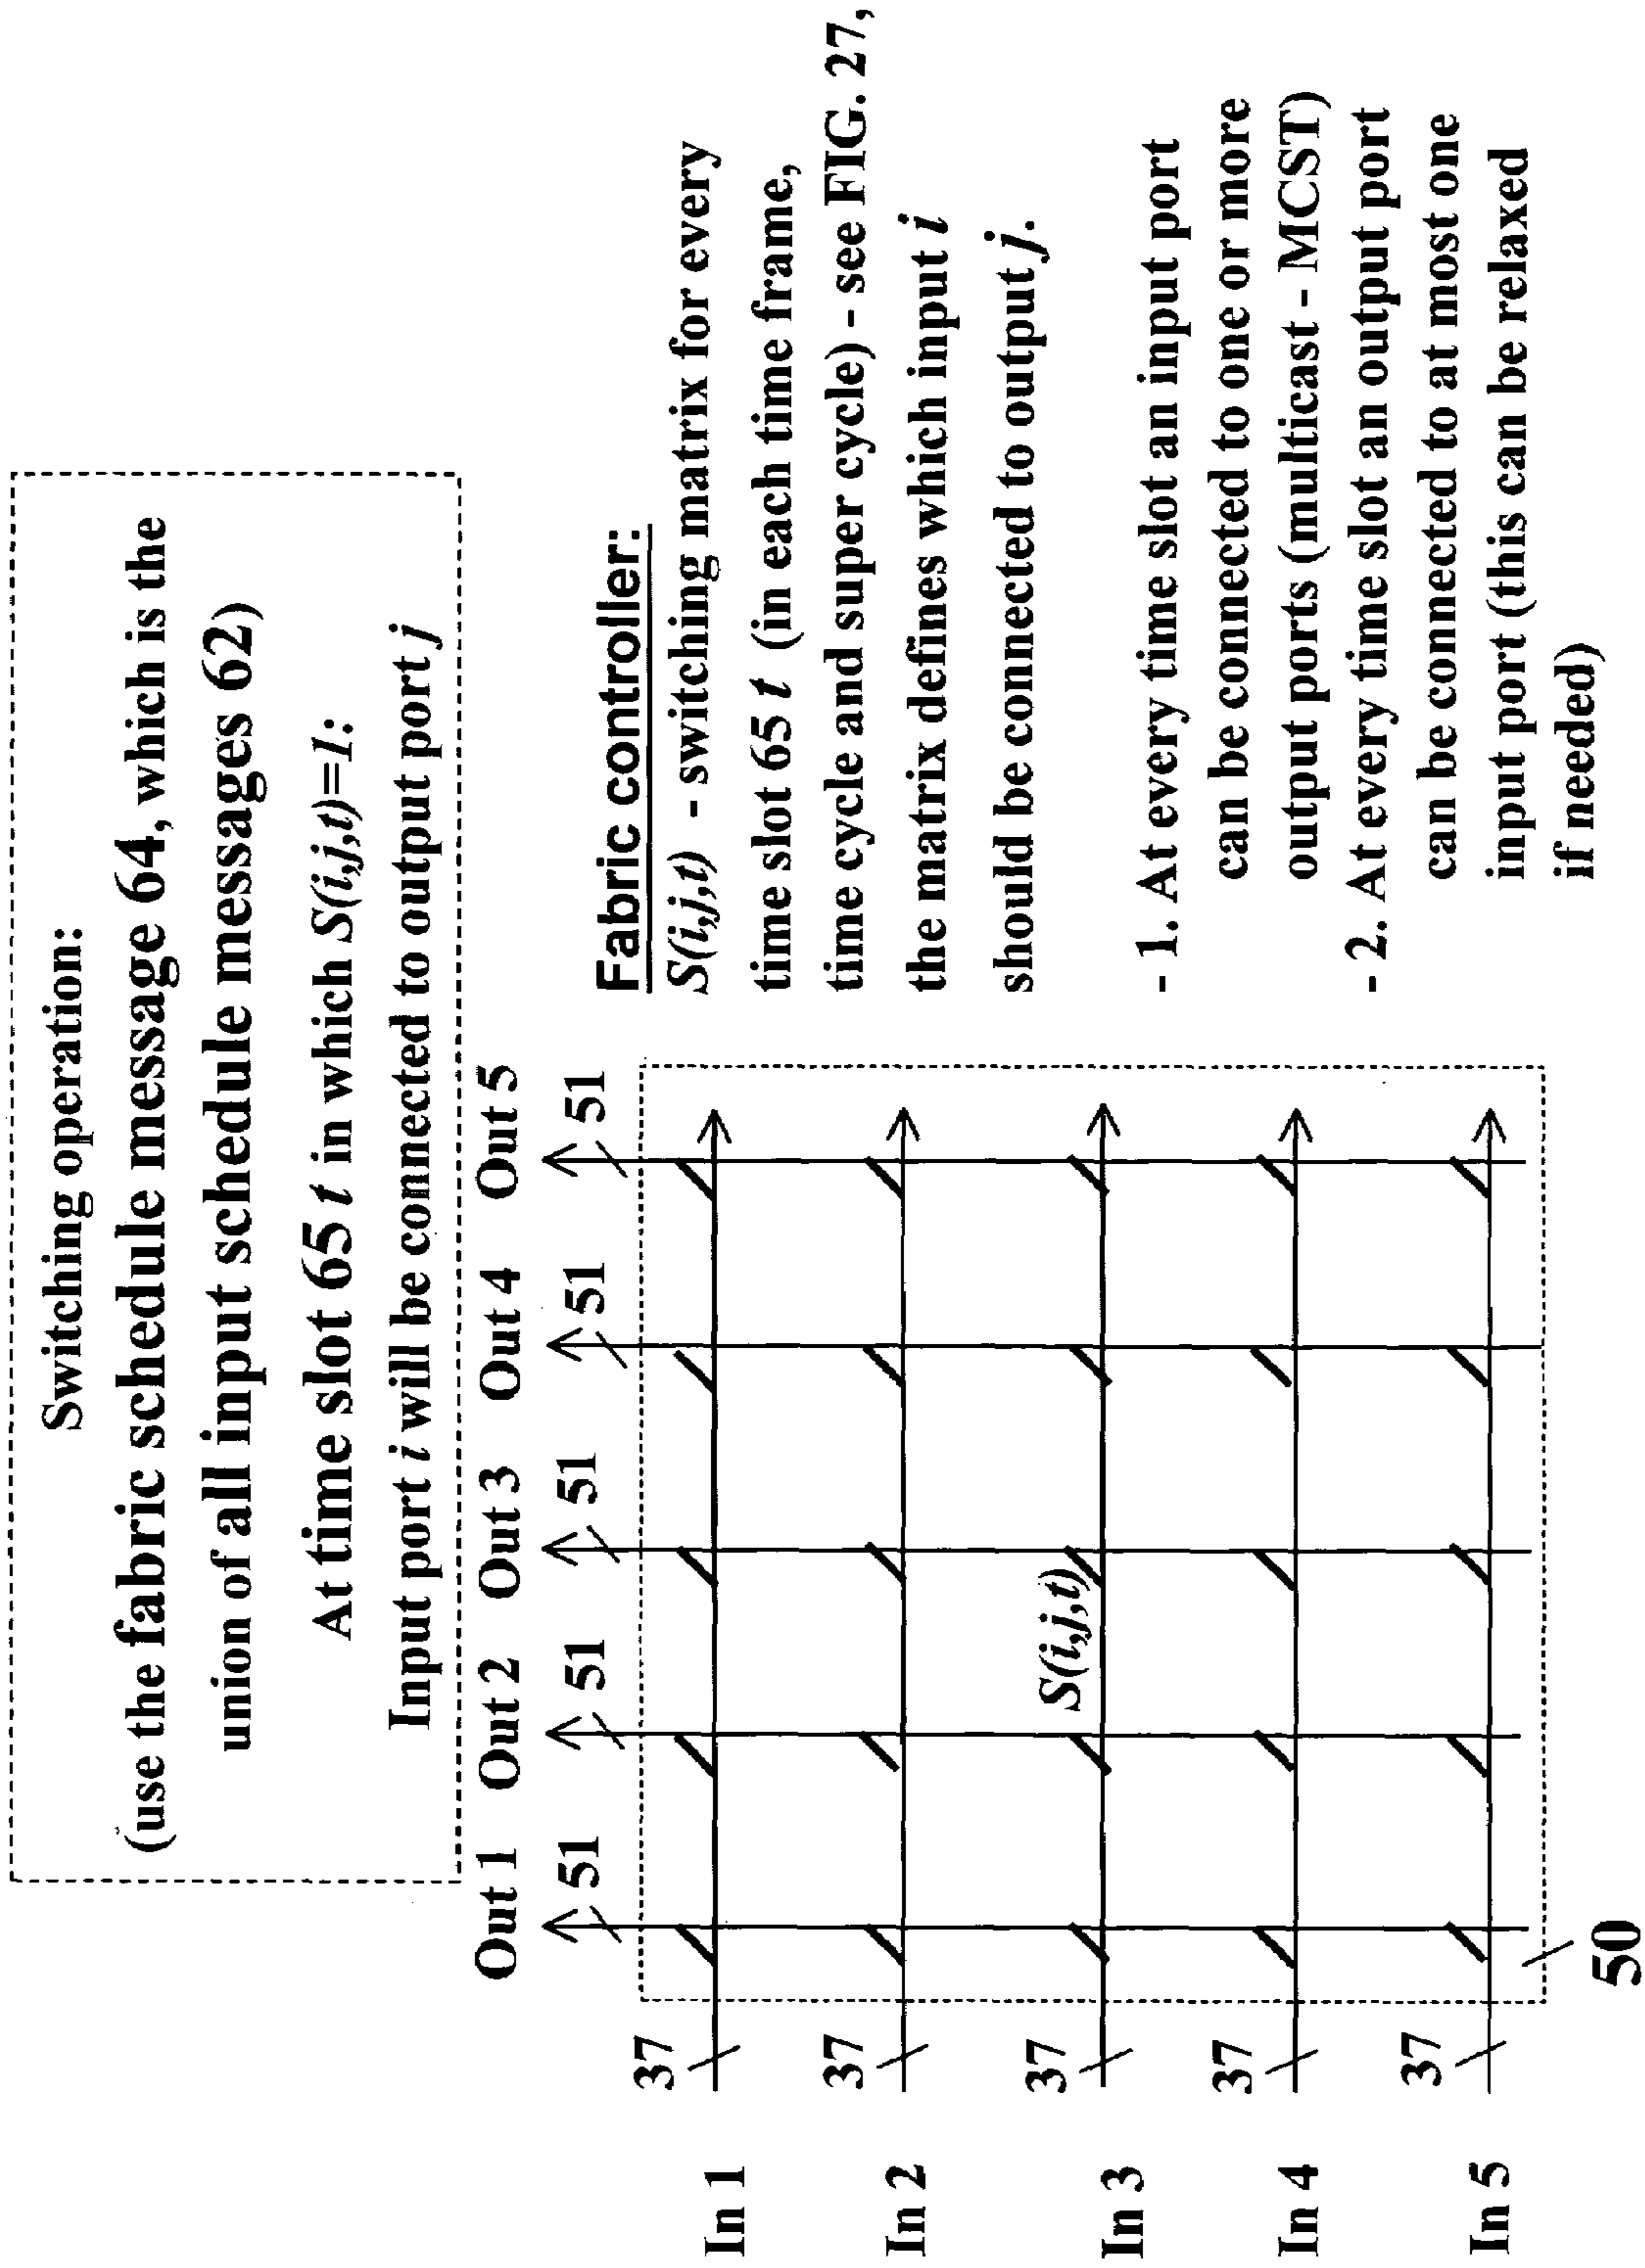 Switching operation:
(use the fabric schedule message 64, which is the
union of all input schedule messages 62)
At time slot 65 t in which S(i,j,t)=1:
Input port i will be connected to output port j
Out 1 Out 2 Out 3 Out 4 Out 5
51 51 51 51 51
37
In 1
37
In 2
S(i,j,t)
37
In 3
37
In 4
37
In 5
50
Fabric controller:
S(i,j,t) - switching matrix for every
time slot 65 t (in each time frame,
time cycle and super cycle) - see FIG. 27,
the matrix defines which input i
should be connected to output j.
- 1. At every time slot an input port
can be connected to one or more
output ports (multicast - MCST)
- 2. At every time slot an output port
can be connected to at most one
input port (this can be relaxed
if needed)